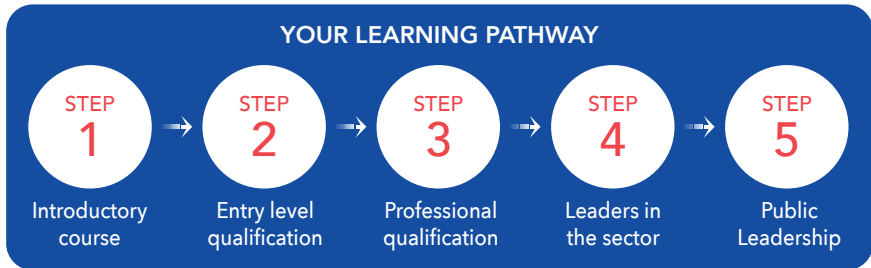 YOUR LEARNING PATHWAY
STEP
1
STEP
2
STEP
3
STEP
4
STEP
5
Introductory
course
Entry level
qualification
Professional
qualification
Leaders in
the sector
Public
Leadership